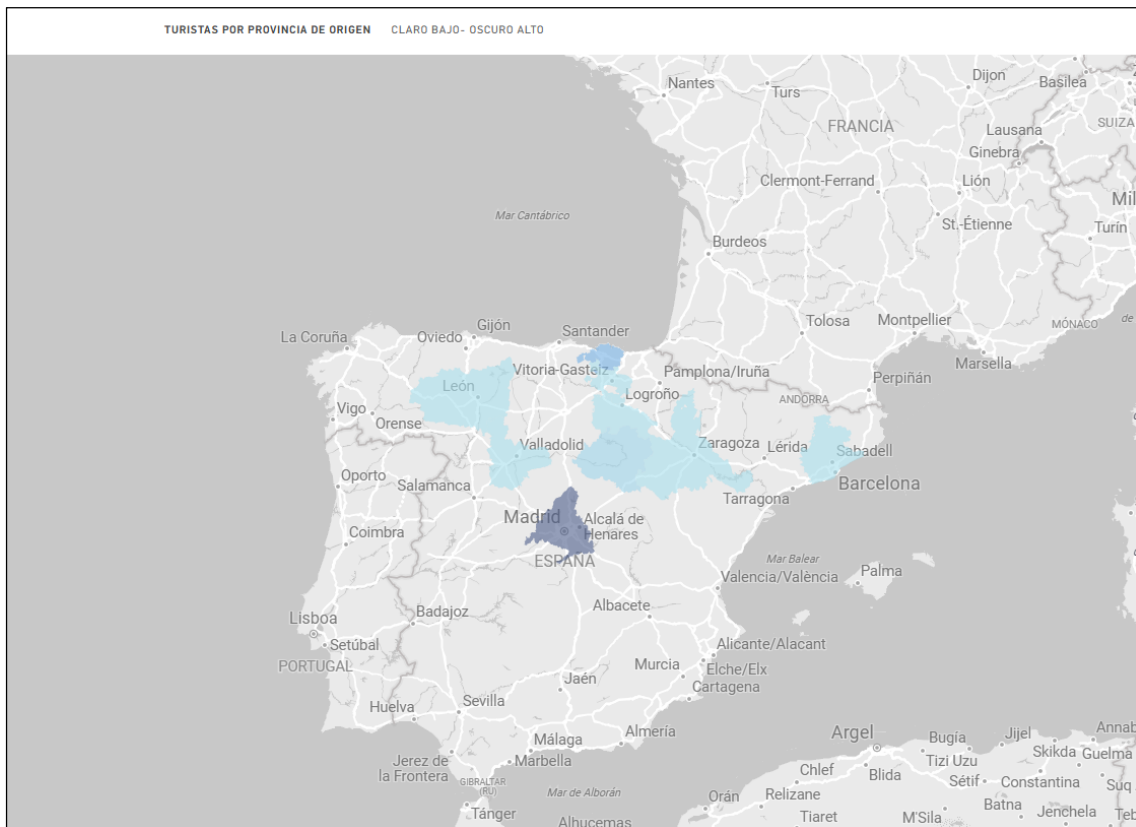 TURISTAS POR PROVINCIA DE ORIGEN CLARO BAJO- OSCURO ALTO
Nantes
Turs
Dijon
Basilea
FRANCIA
SUIZA
Lausana
Ginebra
Clermont-Ferrand
Lión
Mil
St.-Étienne
Turín
Mar Cantábrico
Burdeos
La Coruña
Oviedo
Gijón
Santander
Tolosa
Montpellier
MÓNACO
de
Marsella
Vitoria-Gasteiz
Pamplona/Iruña
León
Logroño
ANDORRA
Perpiñán
Vigo
Orense
Valladolid
Zaragoza
Lérida
Sabadell
Oporto
Salamanca
Tarragona
Barcelona
Madrid
Alcalá de
Henares
Coimbra
ESPAÑA
Mar Balear
Palma
Valencia/València
Badajoz
Albacete
Lisboa
Setúbal
Alicante/Alacant
PORTUGAL
Murcia
Elche/Elx
Jaén
Cartagena
Huelva
Sevilla
Almería
Argel
Bugía
Jijel
Annab
Málaga
Skikda
Guelma
Jerez de
la Frontera
Marbella
Tizi Uzu
Chlef
Blida
Sétif
Constantina
Suq
GIBRALTAR
(RU)
Mar de Alborán
Orán
Relizane
Batna
Tánger
Alhucemas
Tiaret
M'Sila
Jenchela
Teb